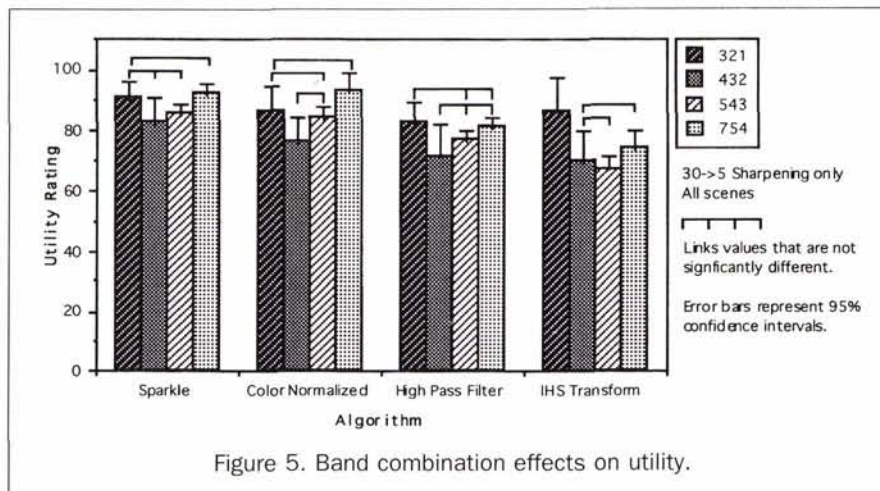 100
80
60
40
20
0
Utility Rating
Sparkle
Color Normalized
High Pass Filter
IHS Transform
Algorithm
321
432
543
754
30->5 Sharpening only
All scenes
Links values that are not
signficantly different.
Error bars represent 95%
confidence intervals.
Figure 5. Band combination effects on utility.